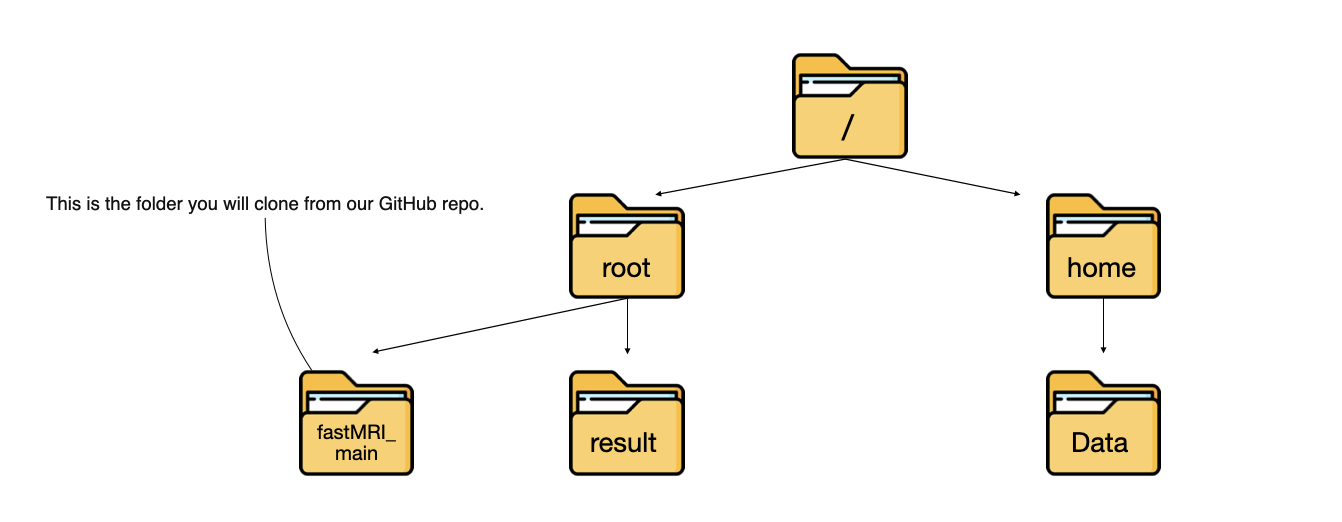 /
This is the folder you will clone from our GitHub repo.
root
home
fastMRI_
main
result
Data